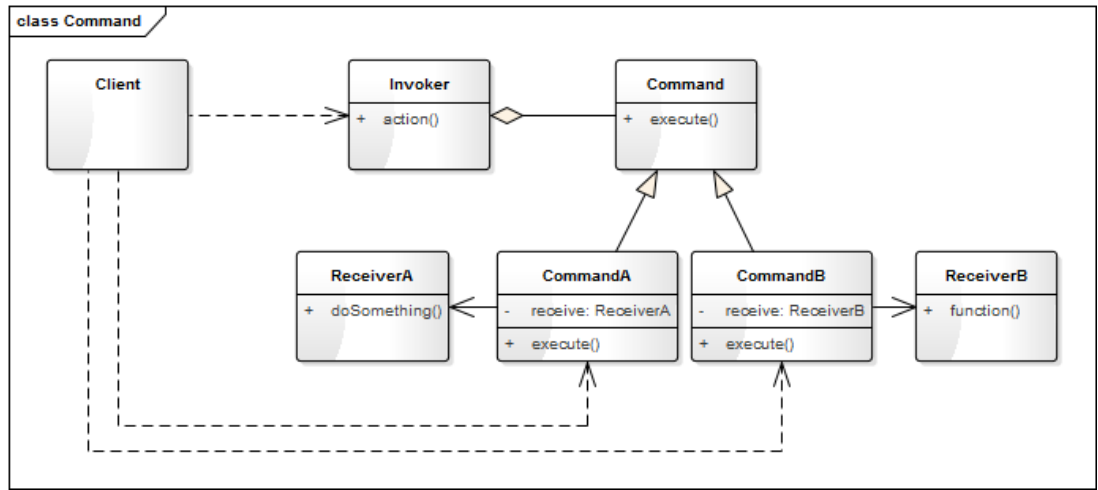 class Command
Client
Invoker
+ action()
Command
+ execute()
ReceiverA
+ doSomething()
CommandA
- receive: ReceiverA
+ execute()
CommandB
- receive: ReceiverB
+ execute()
ReceiverB
+ function()